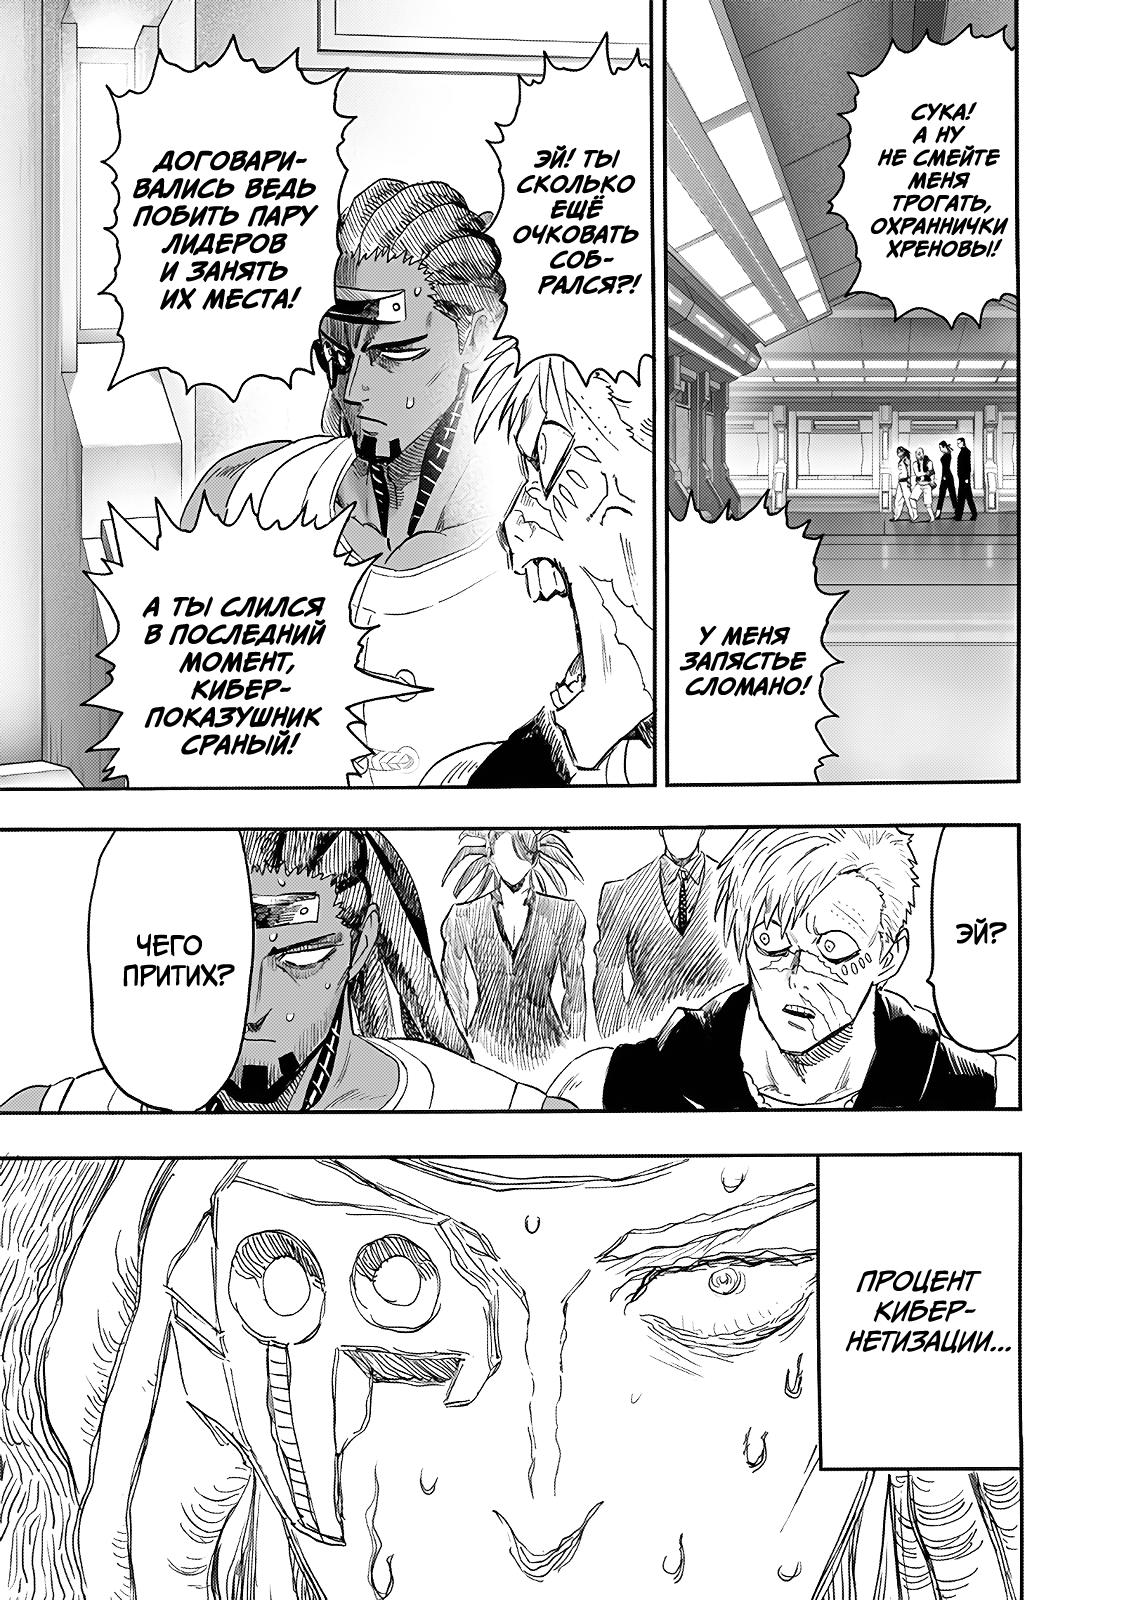 СУКА!
А НУ
НЕ СМЕЙТЕ
МЕНЯ
ТРОГАТЬ,
ОХРАННИЧКИ
ХРЕНОВЫ!
У МЕНЯ
ЗАПЯСТЬЕ
СЛОМАНО!
ЭЙ! ТЫ
СКОЛЬКО
ЕЩЁ
ОЧКОВАТЬ
СОБ-
РАЛСЯ?!
ДОГОВАРИ-
ВАЛИСЬ ВЕДЬ
ПОБИТЬ ПАРУ
ЛИДЕРОВ
И ЗАНЯТЬ
ИХ МЕСТА!
А ТЫ СЛИЛСЯ
В ПОСЛЕДНИЙ
МОМЕНТ,
КИБЕР-
ПОКАЗУШНИК
СРАНЫЙ!
ЭЙ?
ЧЕГО
ПРИТИХ?
ПРОЦЕНТ
КИБЕР-
НЕТИЗАЦИИ...